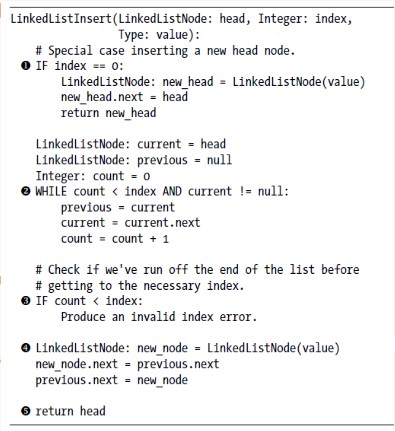 LinkedListInsert(LinkedListNode: head, Integer: index,
Type: value):
# Special case inserting a new head node.
❶ IF index == 0:
LinkedListNode: new_head = LinkedListNode(value)
new_head.next = head
return new_head
LinkedListNode: current = head
LinkedListNode: previous = null
Integer: count = 0
❷ WHILE count < index AND current != null:
previous = current
current = current.next
count = count + 1
# Check if we've run off the end of the list before
# getting to the necessary index.
❸ IF count < index:
Produce an invalid index error.
❹ LinkedListNode: new_node = LinkedListNode(value)
new_node.next = previous.next
previous.next = new_node
❺ return head